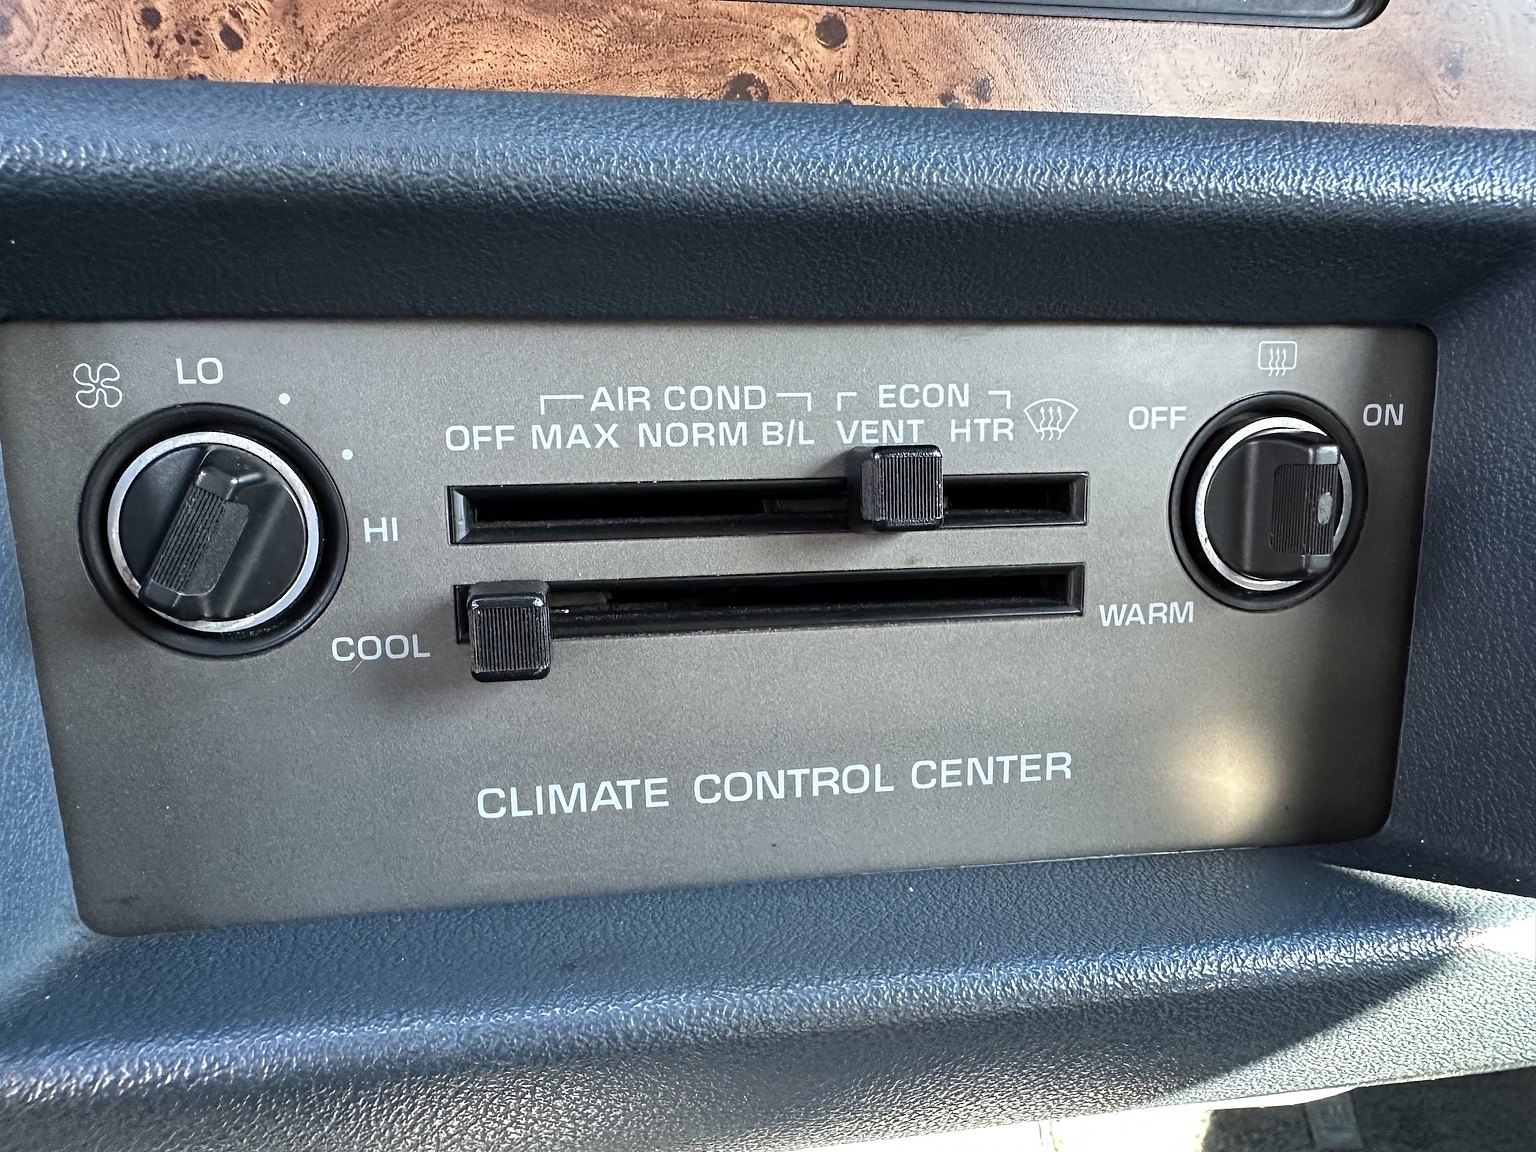 LO
AIR COND ECON
OFF MAX NORM B/L VENT HTR
OFF ON
HI
COOL WARM
CLIMATE CONTROL CENTER